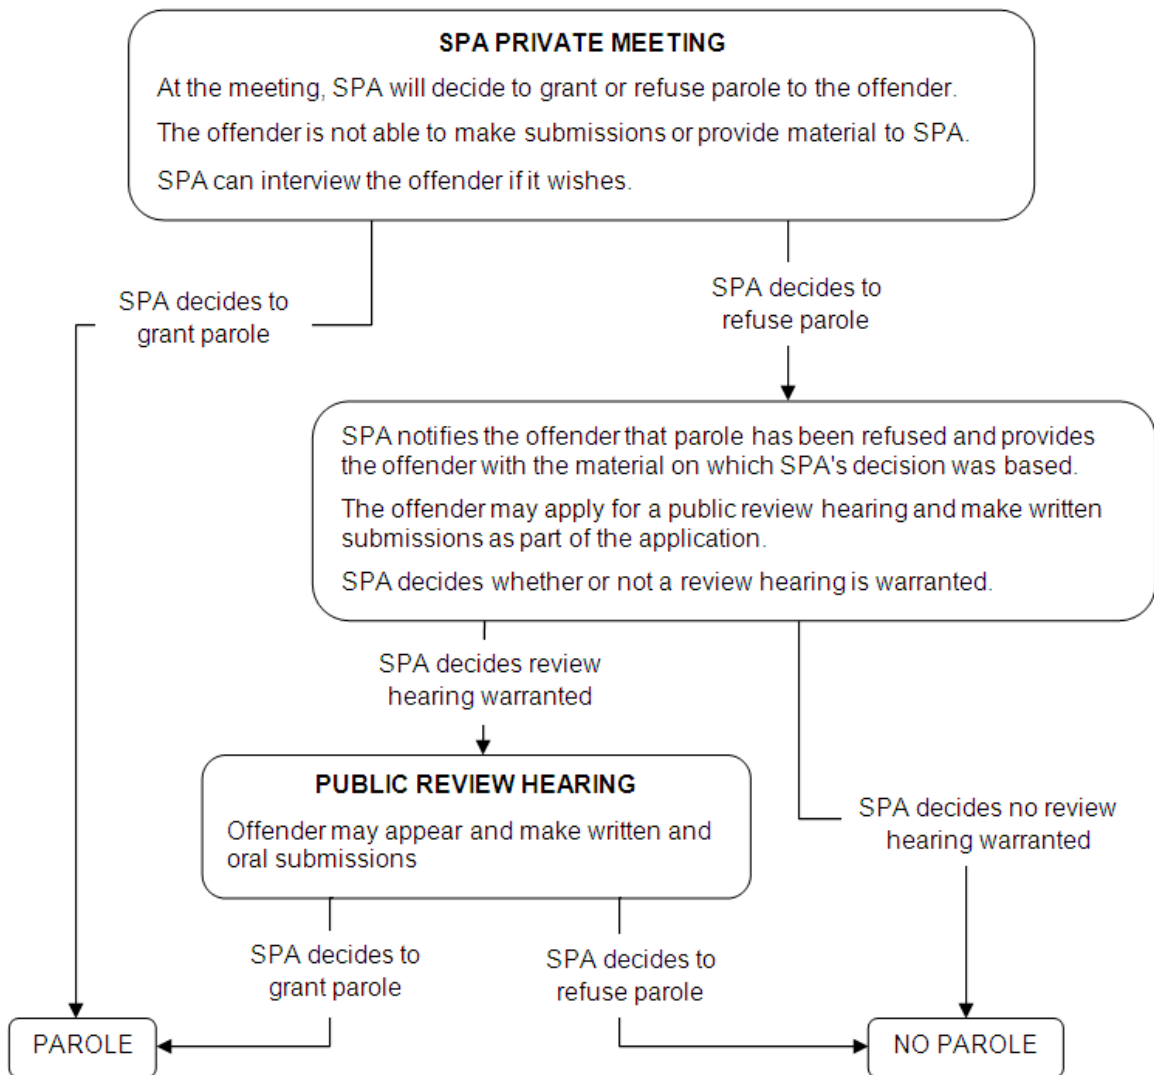 SPA PRIVATE MEETING
At the meeting, SPA will decide to grant or refuse parole to the offender.
The offender is not able to make submissions or provide material to SPA.
SPA can interview the offender if it wishes.
SPA decides to
grant parole
SPA decides to
refuse parole
SPA notifies the offender that parole has been refused and provides
the offender with the material on which SPA's decision was based.
The offender may apply for a public review hearing and make written
submissions as part of the application.
SPA decides whether or not a review hearing is warranted.
SPA decides review
hearing warranted
PUBLIC REVIEW HEARING
Offender may appear and make written and
oral submissions
SPA decides no review
hearing warranted
SPA decides to
grant parole
SPA decides to
refuse parole
PAROLE
NO PAROLE